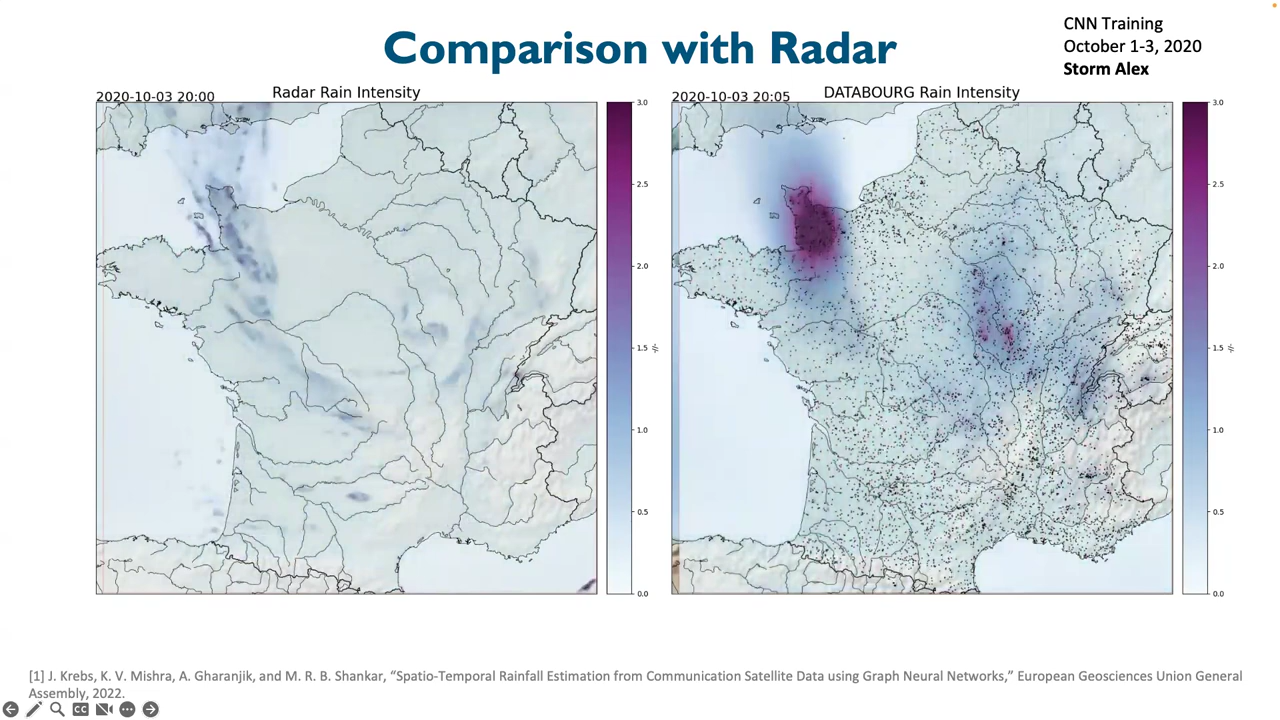 Comparison with Radar
CNN Training
October 1-3, 2020
Storm Alex
2020-10-03 20:00
Radar Rain Intensity
3.0
2.5
2.0
1.5
1.0
0.5
0.0
2020-10-03 20:05
DATABOURG Rain Intensity
3.0
2.5
2.0
1.5
1.0
0.5
0.0
[1] J. Krebs, K. V. Mishra, A. Gharanjik, and M. R. B. Shankar, “Spatio-Temporal Rainfall Estimation from Communication Satellite Data using Graph Neural Networks,” European Geosciences Union General
Assembly, 2022.
CC